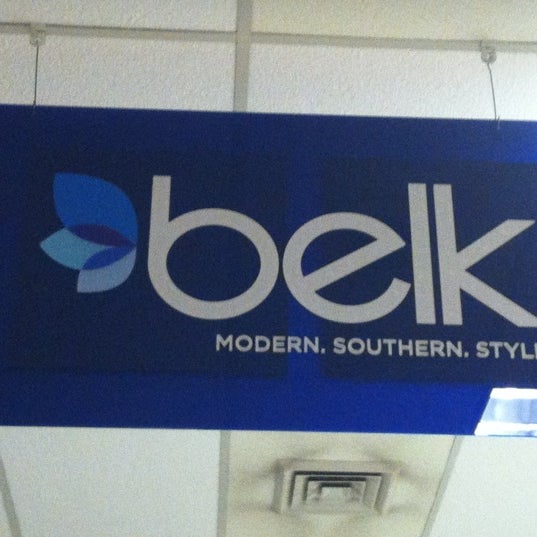 belk
MODERN. SOUTHERN. STYL